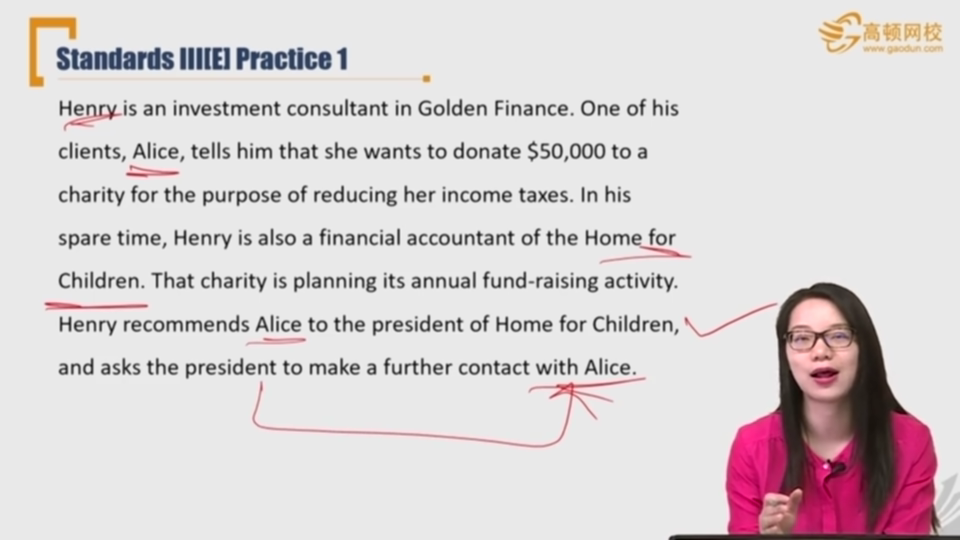 高顿网校
www.gaodun.com
Standards III[E] Practice 1
Henry is an investment consultant in Golden Finance. One of his
clients, Alice, tells him that she wants to donate $50,000 to a
charity for the purpose of reducing her income taxes. In his
spare time, Henry is also a financial accountant of the Home for
Children. That charity is planning its annual fund-raising activity.
Henry recommends Alice to the president of Home for Children,
and asks the president to make a further contact with Alice.